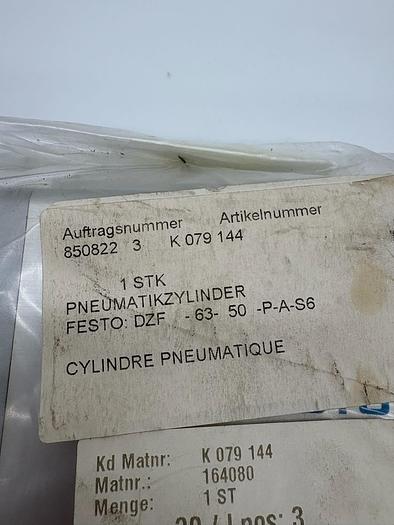 Auftragsnummer Artikelnummer
850822 3 K 079 144
1 STK
PNEUMATIKZYLINDER
FESTO: DZF - 63- 50 -P-A-S6
CYLINDRE PNEUMATIQUE
Kd Matnr: K 079 144
Matnr.: 164080
Menge: 1 ST